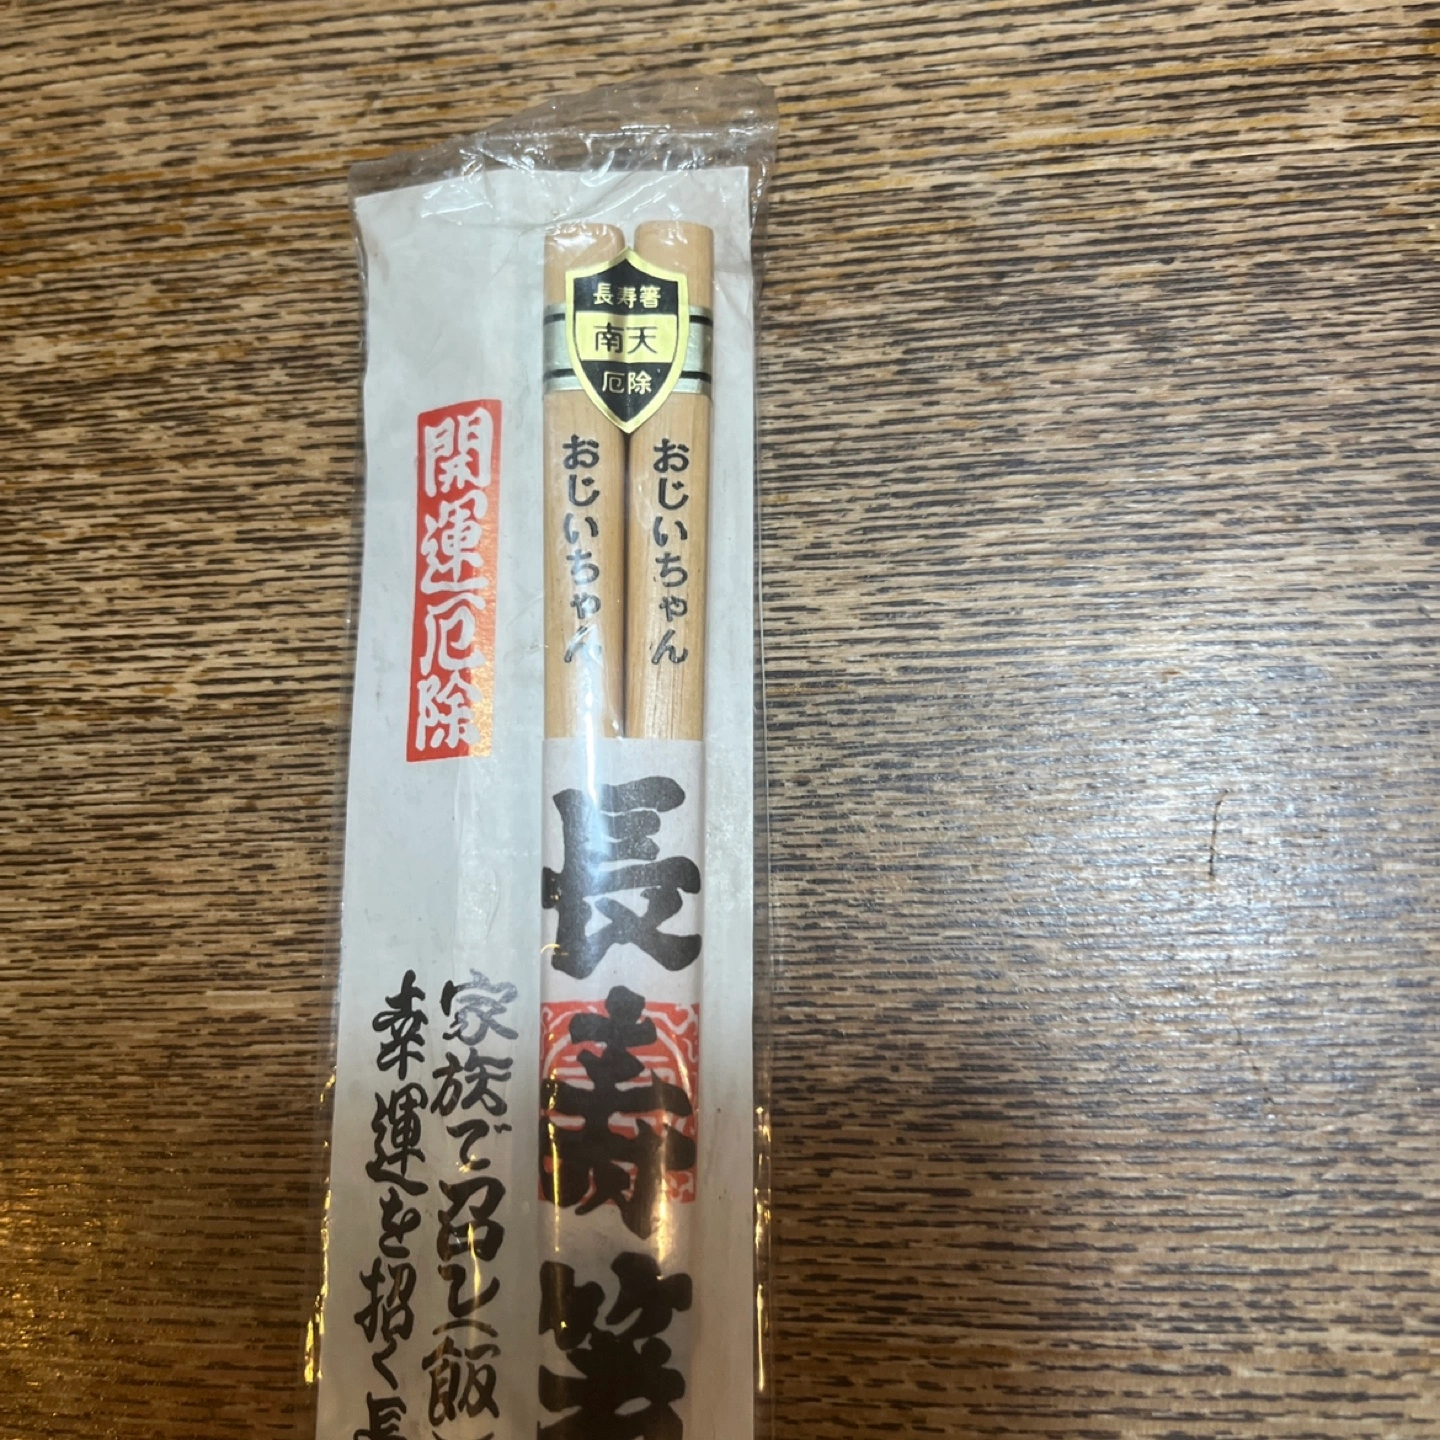 長寿箸
南天
厄除
おじいちゃん
おじいちゃん
長寿箸
開運厄除
家族で召し飯
幸運を招く長